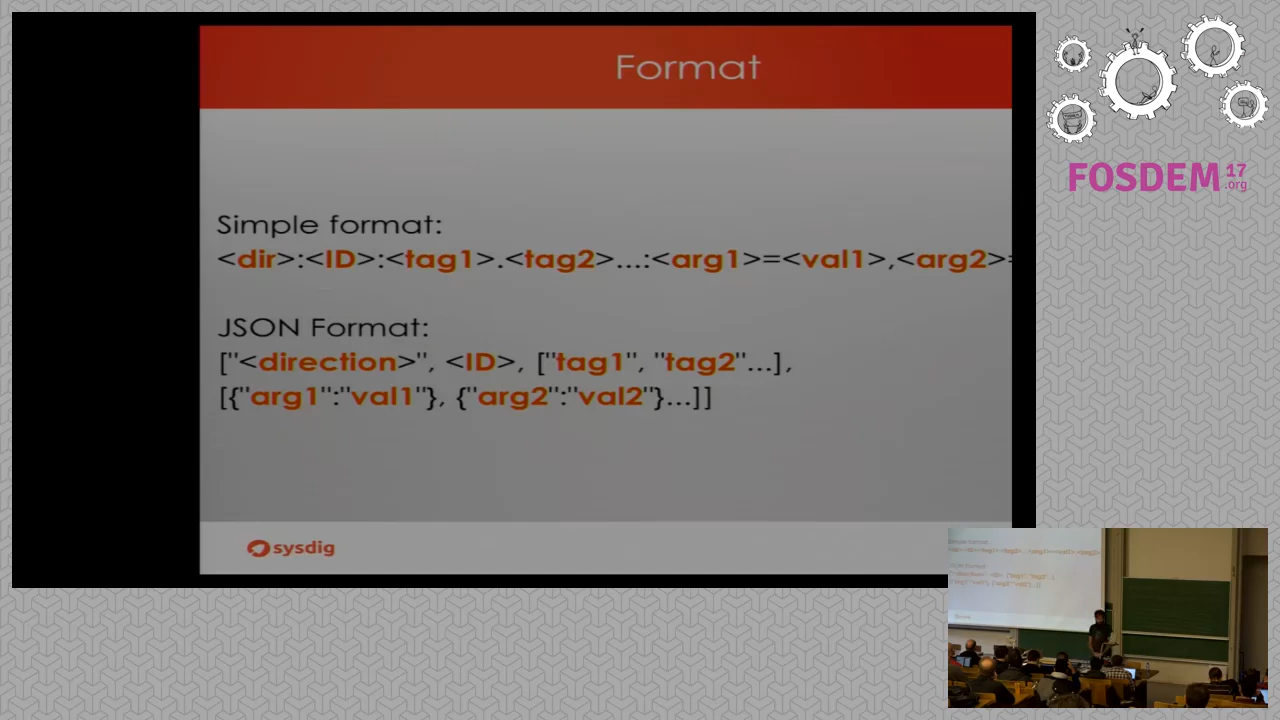 Format
Simple format:
<dir>:<ID>:<tag1>.<tag2>...:<arg1>=<val1>,<arg2>=
JSON Format:
["<direction>", <ID>, ["tag1", "tag2"...],
[{"arg1":"val1"}, {"arg2":"val2"}...]]
sysdig
FOSDEM 17
.org